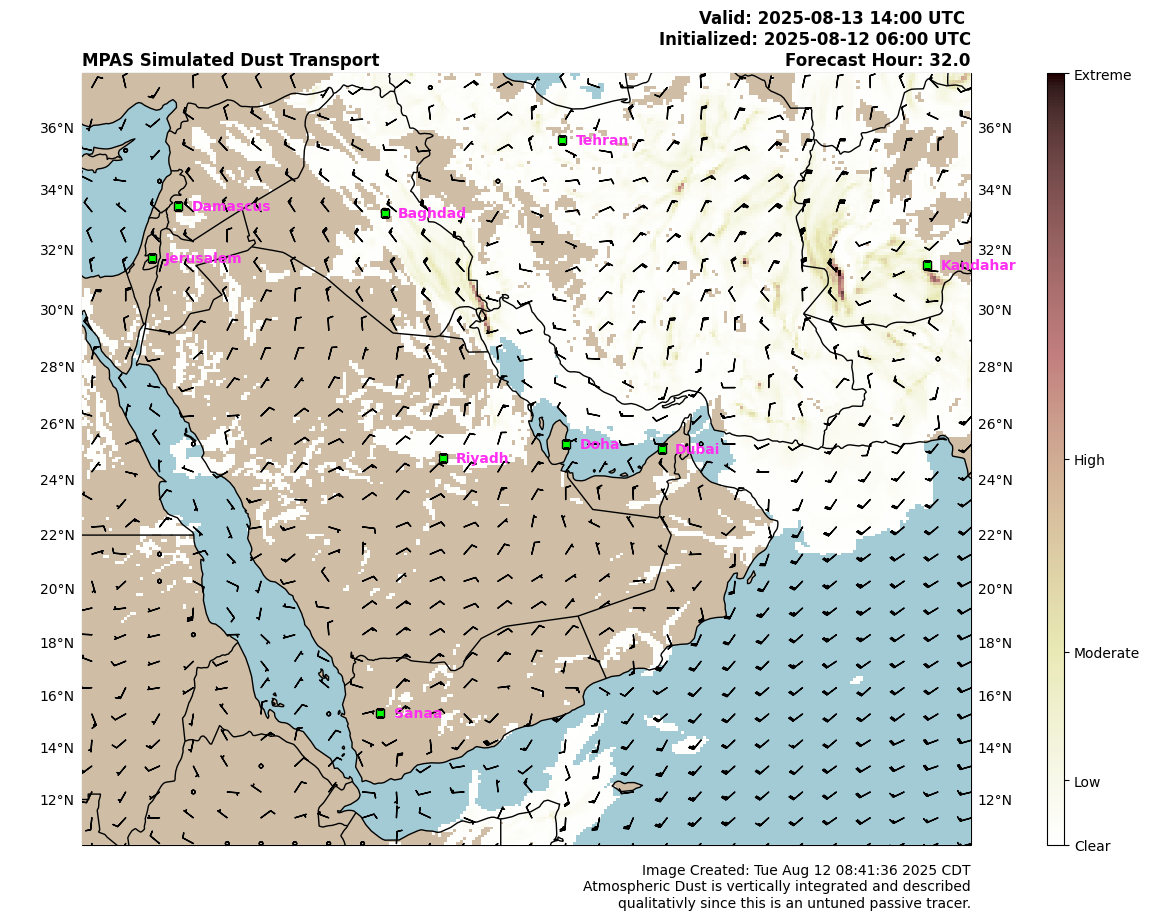 Valid: 2025-08-13 14:00 UTC
Initialized: 2025-08-12 06:00 UTC
MPAS Simulated Dust Transport Forecast Hour: 32.0
Extreme
36°N Tehran 36°N
34°N Damascus Baghdad 34°N
32°N Jerusalem Kandahar 32°N
30°N 30°N
28°N 28°N
26°N Doha Dubai 26°N
High
24°N Riyadh 24°N
22°N 22°N
20°N 20°N
18°N 18°N
Moderate
16°N Sanaa 16°N
14°N 14°N
Low
12°N 12°N
Clear
Image Created: Tue Aug 12 08:41:36 2025 CDT
Atmospheric Dust is vertically integrated and described
qualitativly since this is an untuned passive tracer.